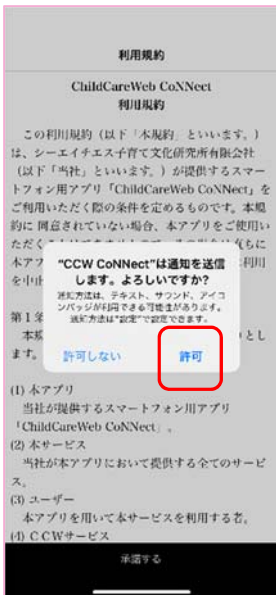 利用規約
ChildCareWeb CoNNect
利用規約
この利用規約(以下「本規約」といいます。)
は、シーエイチエス子育て文化研究所有限会社
(以下「当社」といいます。)が提供するスマー
トフォン用アプリ「ChildCareWeb CoNNect」を
ご利用いただく際の条件を定めるものです。本規
約に 同意されていない場合、本アプリをご使用い
ただく
本アプ
利用
を中止
"CCW CoNNect"は通知を送信
します。よろしいですか?
通知方法は、テキスト、サウンド、アイコ
ンバッジが利用できる可能性があります。
通知方法は"設定"で設定できます。
許可しない
許可
第1条
本規
とし
ます。
(1) 本アプリ
当社が提供するスマートフォン用アプリ
「ChildCareWeb CoNNect」。
(2) 本サービス
当社が本アプリにおいて提供する全てのサービ
ス。
(3) ユーザー
本アプリを用いて本サービスを利用する者。
(4) CCWサービス
承諾する